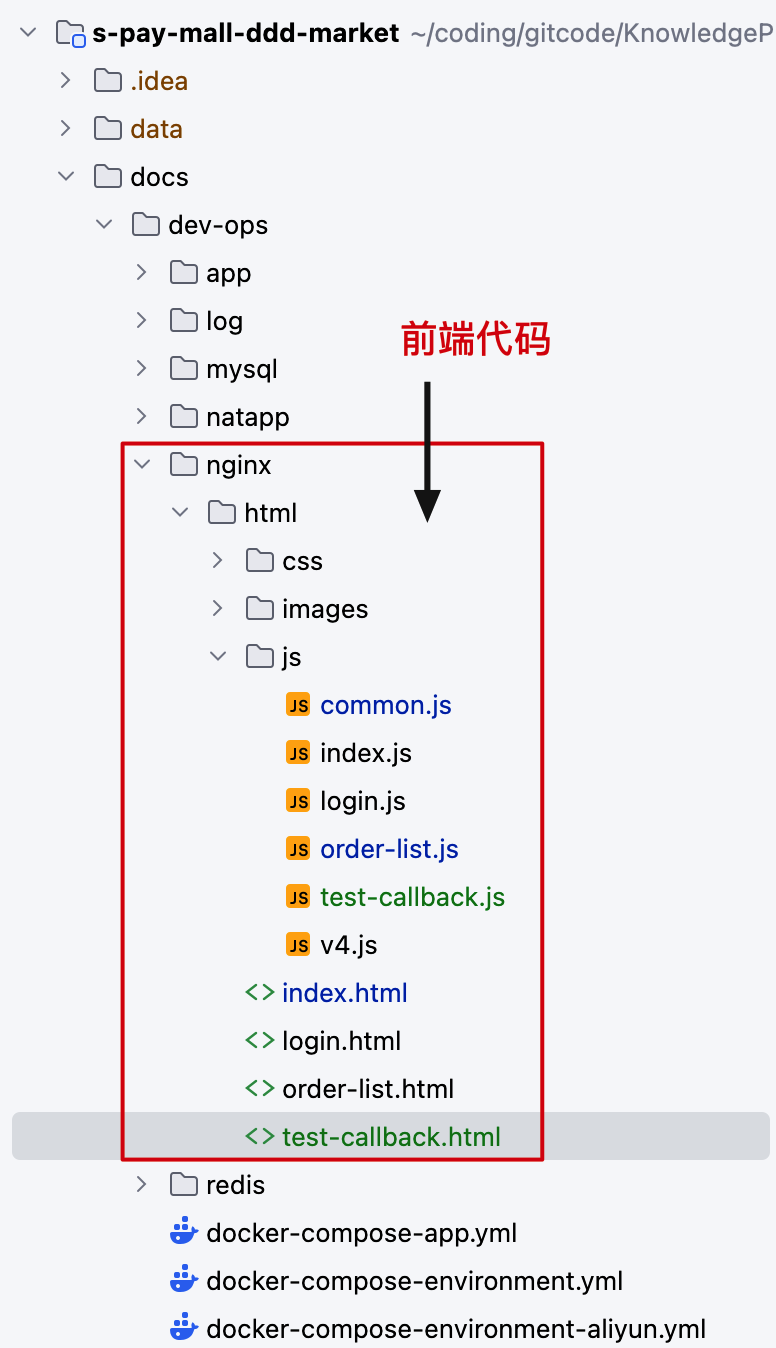 s-pay-mall-ddd-market ~/coding/gitcode/KnowledgeP
.idea
data
docs
dev-ops
app
log
前端代码
mysql
natapp
nginx
html
css
images
js
JS common.js
JS index.js
JS login.js
JS order-list.js
JS test-callback.js
JS v4.js
<> index.html
<> login.html
<> order-list.html
<> test-callback.html
redis
docker-compose-app.yml
docker-compose-environment.yml
docker-compose-environment-aliyun.yml